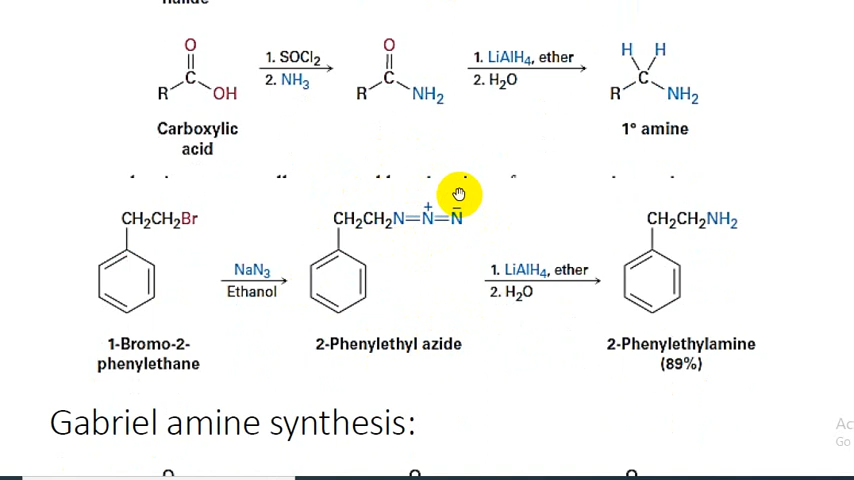 O
R C OH
1. SOCl2
2. NH3
O
R C NH2
1. LiAlH4, ether
2. H2O
H H
R C NH2
Carboxylic
acid
1° amine
CH2CH2Br
NaN3
Ethanol
CH2CH2N=N=N
+ −
1. LiAlH4, ether
2. H2O
CH2CH2NH2
1-Bromo-2-
phenylethane
2-Phenylethyl azide
2-Phenylethylamine
(89%)
Gabriel amine synthesis:
Ac
Go